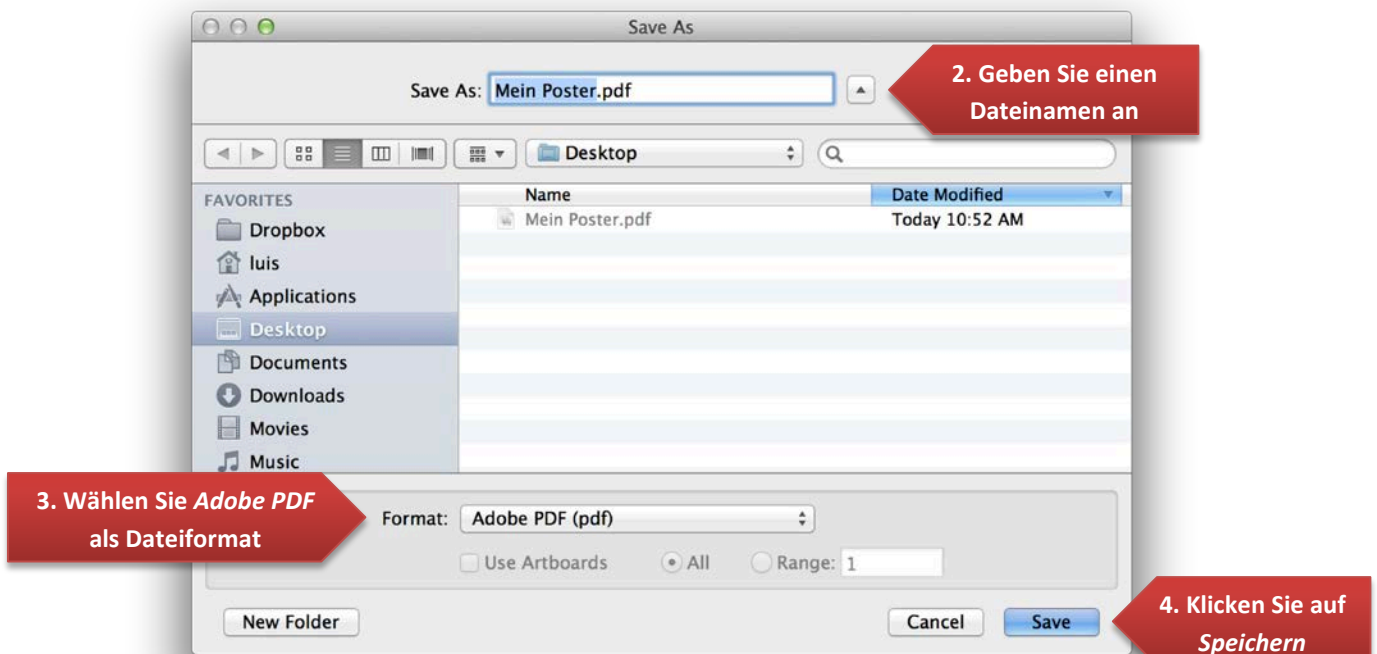 Save As
2. Geben Sie einen
Dateinamen an
Save As: Mein Poster.pdf
Desktop
FAVORITES
Name Date Modified
Mein Poster.pdf Today 10:52 AM
Dropbox
luis
Applications
Desktop
Documents
Downloads
Movies
Music
3. Wählen Sie Adobe PDF
als Dateiformat
Format: Adobe PDF (pdf)
Use Artboards All Range: 1
New Folder Cancel Save
4. Klicken Sie auf
Speichern